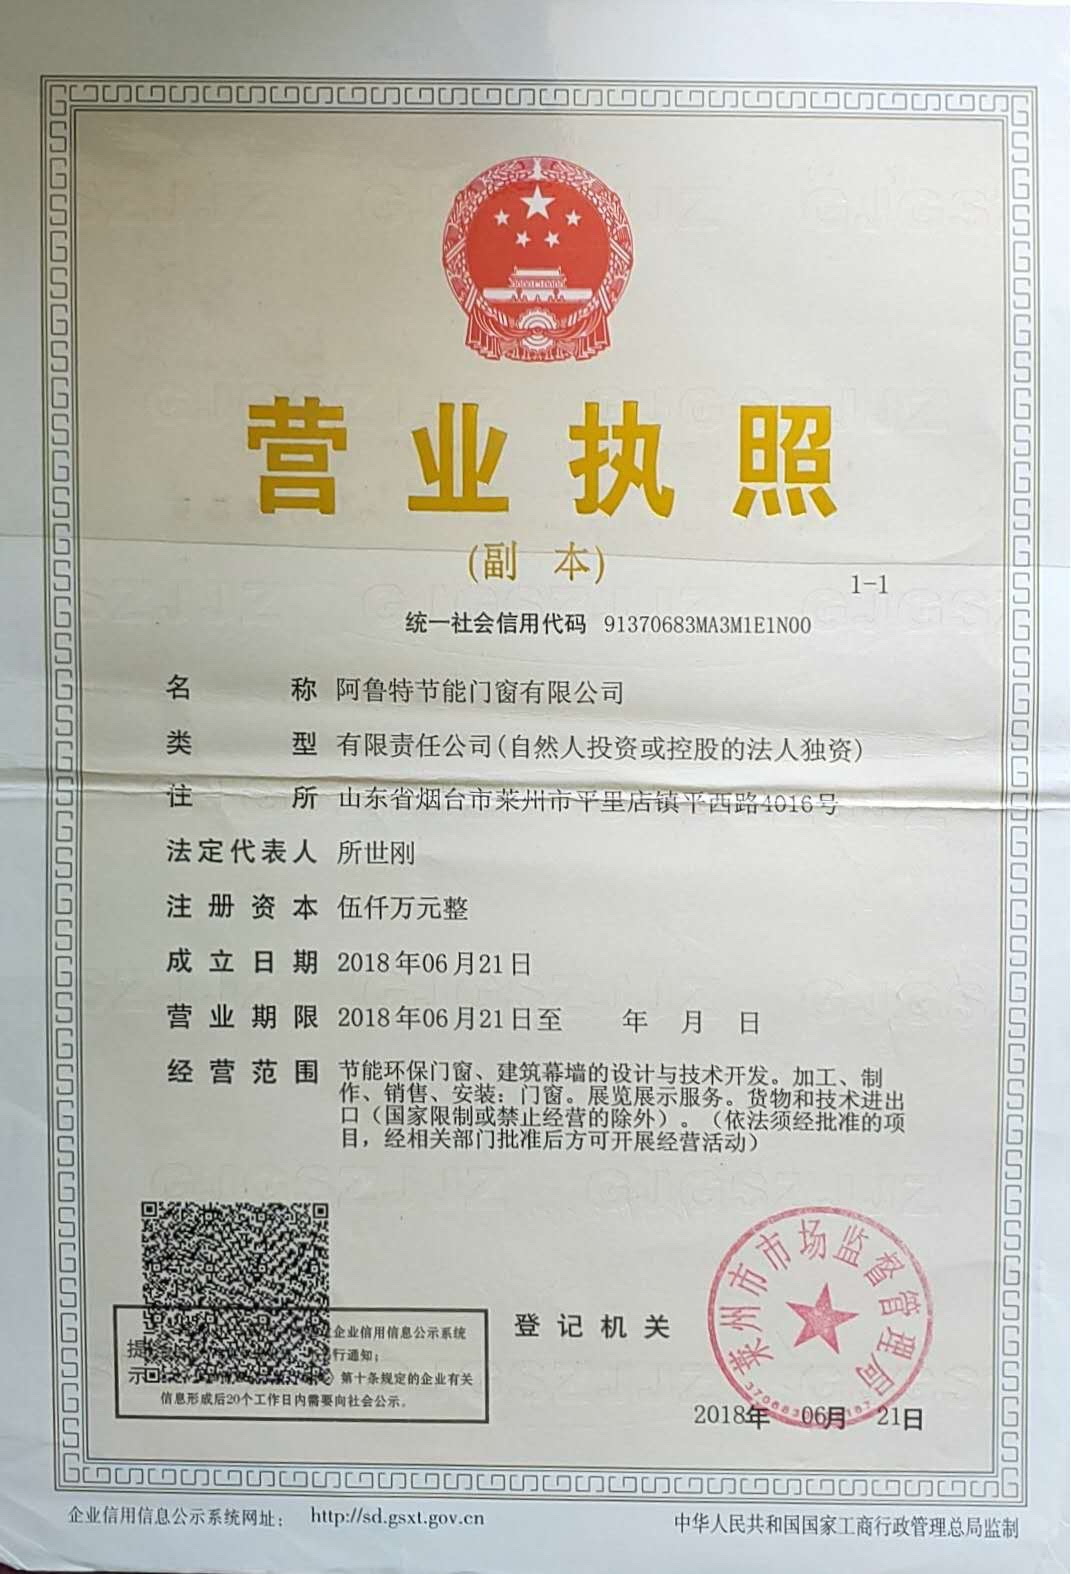 营业执照
(副本)
1-1
统一社会信用代码 91370683MA3M1E1N00
名称 阿鲁特节能门窗有限公司
类型 有限责任公司(自然人投资或控股的法人独资)
住所 山东省烟台市莱州市平里店镇平西路4016号
法定代表人 所世刚
注册资本 伍仟万元整
成立日期 2018年06月21日
营业期限 2018年06月21日至 年 月 日
经营范围 节能环保门窗、建筑幕墙的设计与技术开发。加工、制
作、销售、安装：门窗。展览展示服务。货物和技术进出
口（国家限制或禁止经营的除外）。（依法须经批准的项
目，经相关部门批准后方可开展经营活动）
提
示
企业信用信息公示系统
行通知；
第十条规定的企业有关
信息形成后20个工作日内需要向社会公示。
登记机关
莱州市市场监督管理局
2018年 06月 21日
企业信用信息公示系统网址： http://sd.gsxt.gov.cn
中华人民共和国国家工商行政管理总局监制